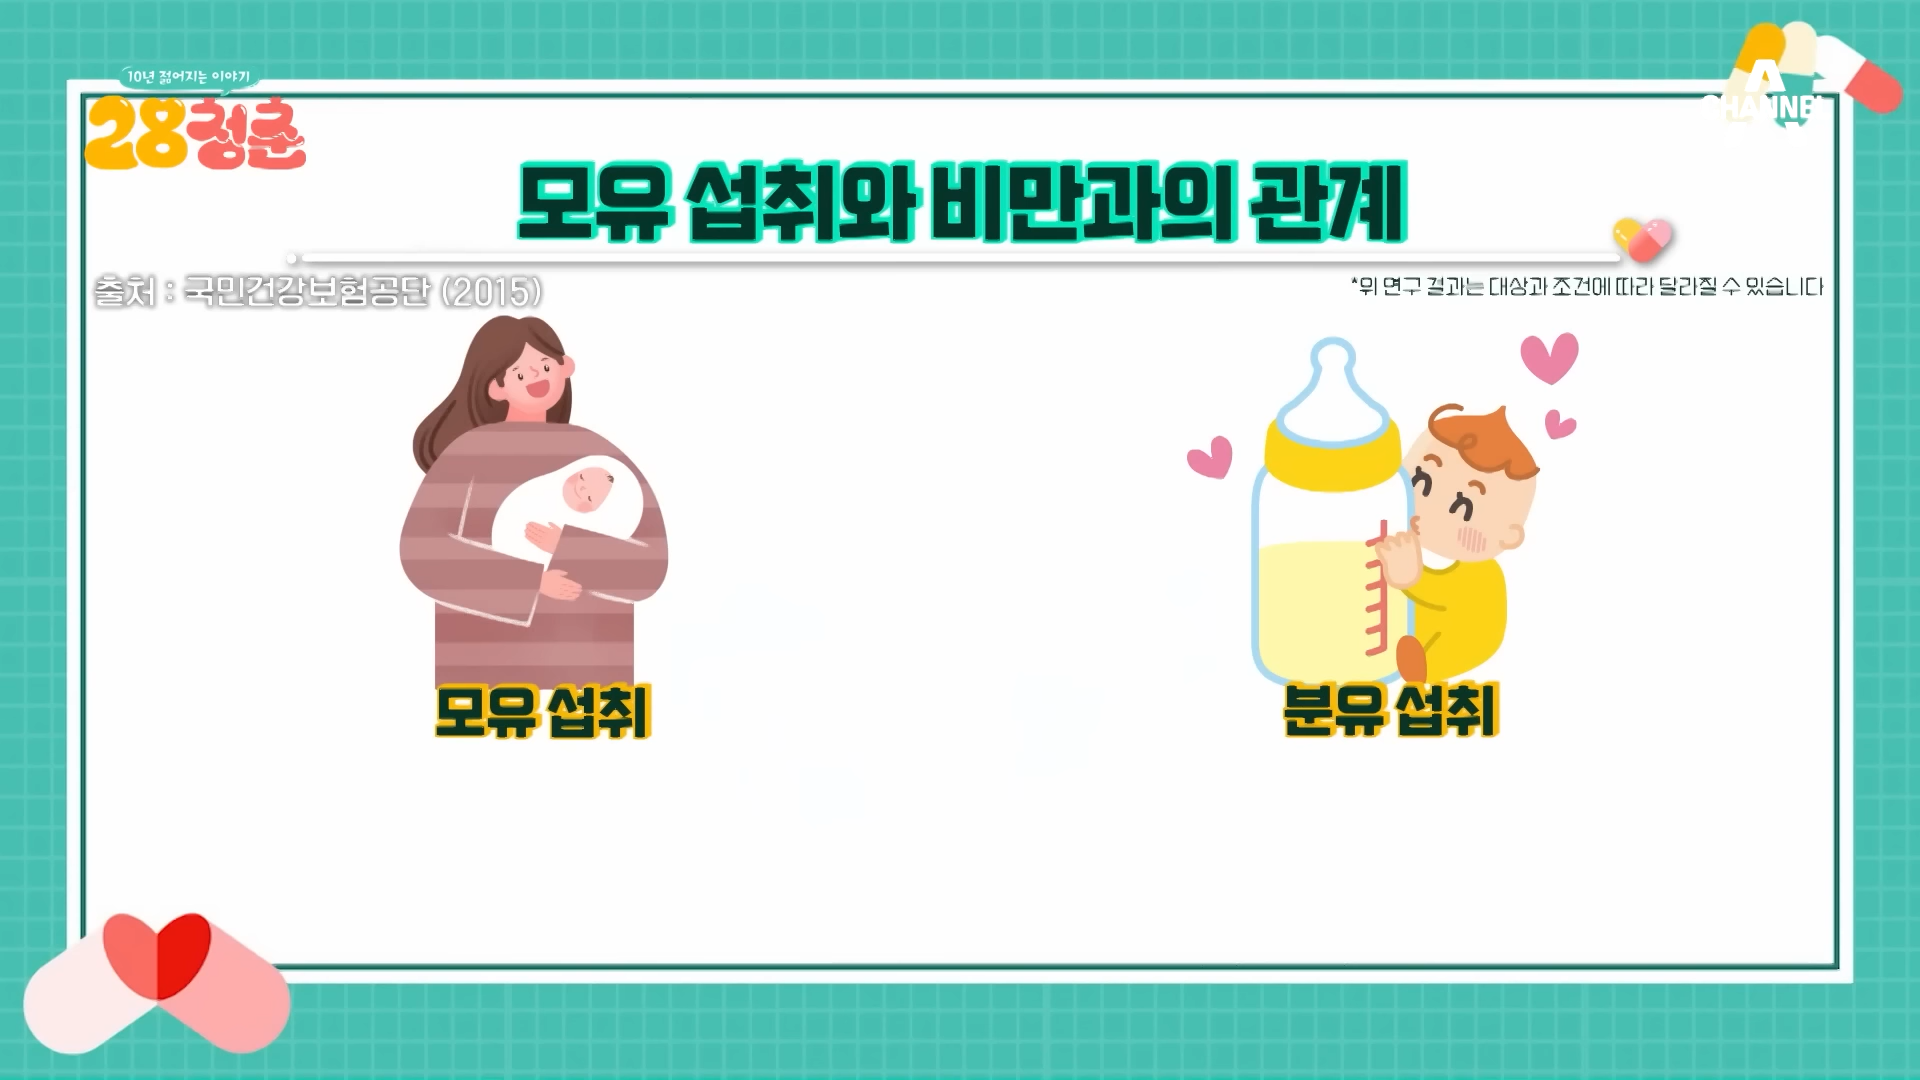 10년 젊어지는 이야기
28청춘
A
CHANNEL
모유 섭취와 비만과의 관계
출처 : 국민건강보험공단 (2015)
*위 연구 결과는 대상과 조건에 따라 달라질 수 있습니다
모유 섭취
분유 섭취